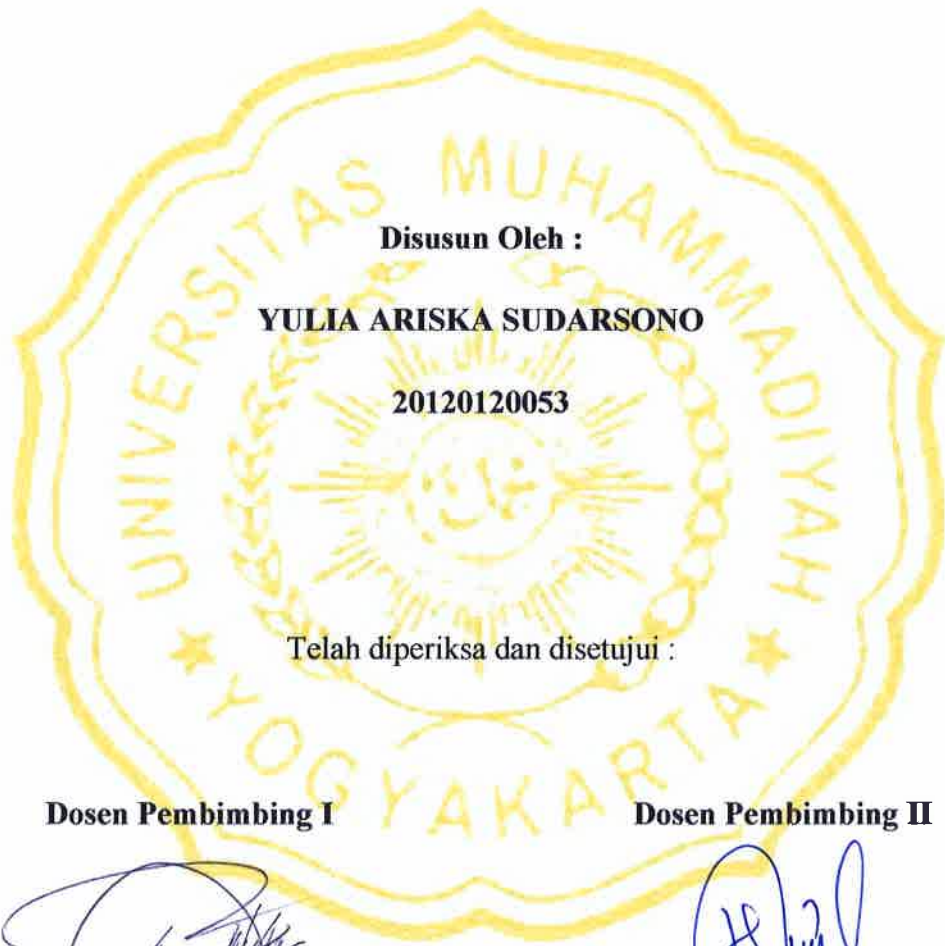 UNIVERSITAS MUHAMMADIYAH
YOGYAKARTA
Disusun Oleh :
YULIA ARISKA SUDARSONO
20120120053
Telah diperiksa dan disetujui :
Dosen Pembimbing I Dosen Pembimbing II